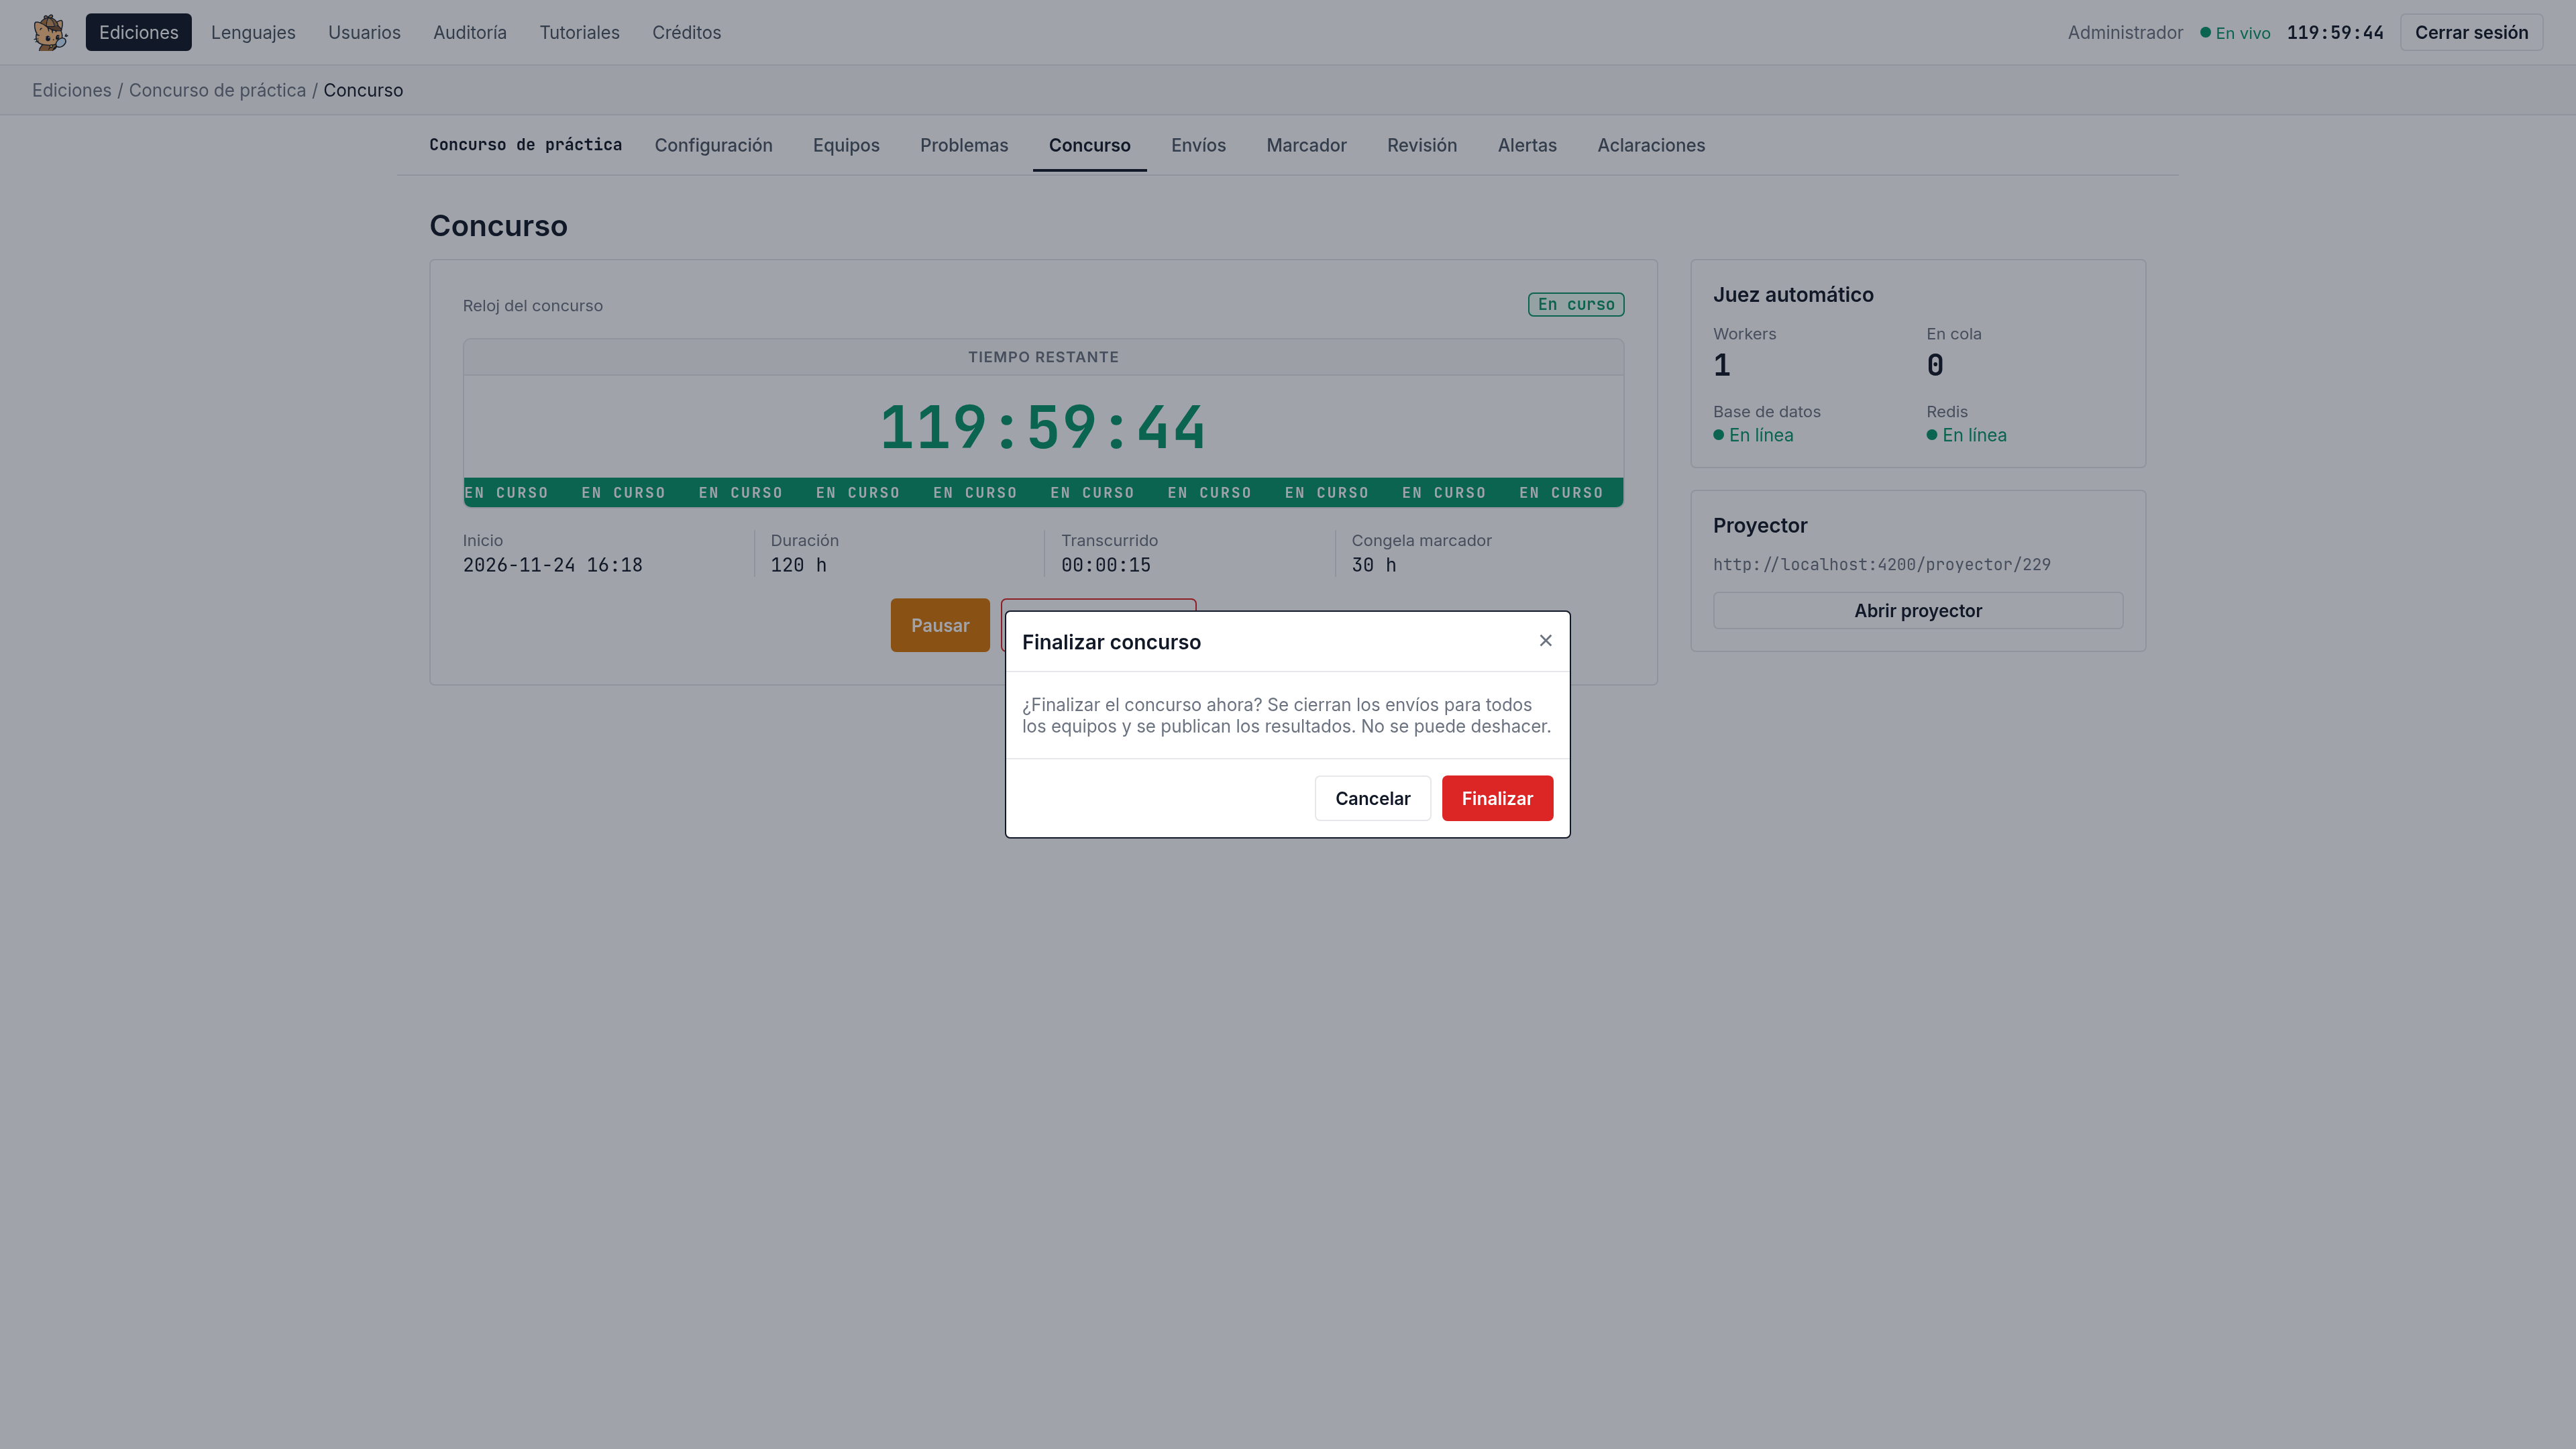 Ediciones Lenguajes Usuarios Auditoría Tutoriales Créditos Administrador En vivo 119:59:44 Cerrar sesión
Ediciones / Concurso de práctica / Concurso
Concurso de práctica Configuración Equipos Problemas Concurso Envíos Marcador Revisión Alertas Aclaraciones
Concurso
Reloj del concurso En curso
TIEMPO RESTANTE
119:59:44
EN CURSO EN CURSO EN CURSO EN CURSO EN CURSO EN CURSO EN CURSO EN CURSO EN CURSO EN CURSO
Inicio Duración Transcurrido Congela marcador
2026-11-24 16:18 120 h 00:00:15 30 h
Pausar
Juez automático
Workers En cola
1 0
Base de datos Redis
En línea En línea
Proyector
http://localhost:4200/proyector/229
Abrir proyector
Finalizar concurso
¿Finalizar el concurso ahora? Se cierran los envíos para todos
los equipos y se publican los resultados. No se puede deshacer.
Cancelar Finalizar